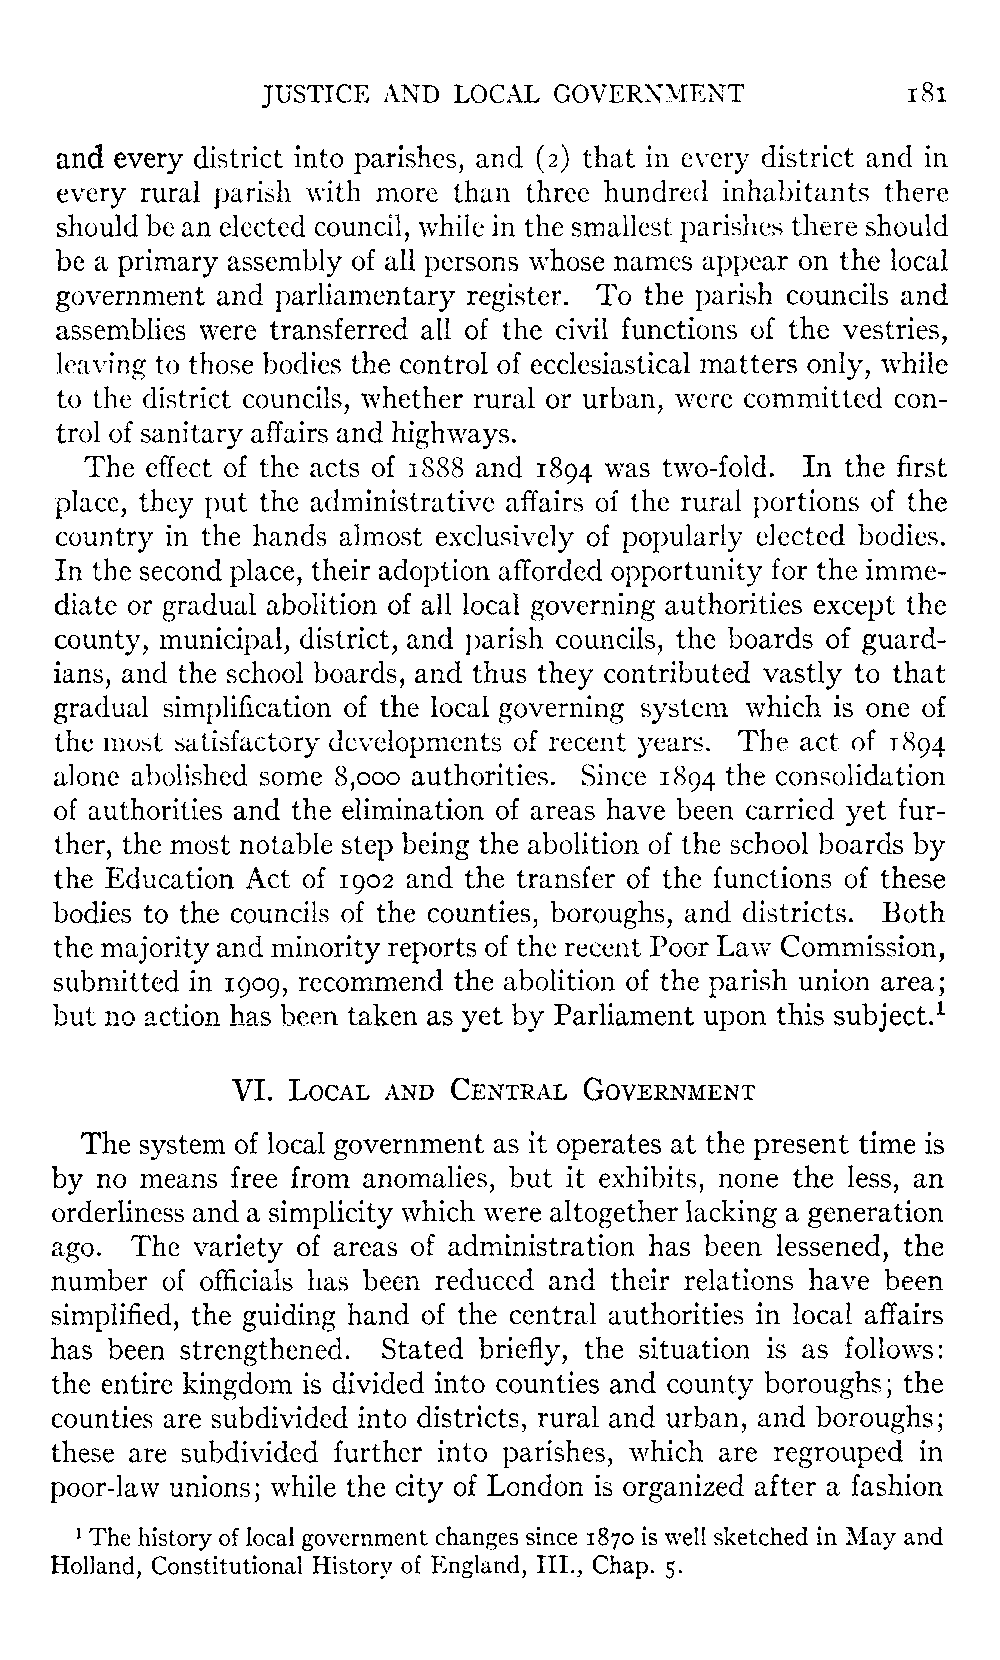 JUSTICE AND LOCAL GOVERNMENT 181
and every district into parishes, and (2) that in every district and in
every rural parish with more than three hundred inhabitants there
should be an elected council, while in the smallest parishes there should
be a primary assembly of all persons whose names appear on the local
government and parliamentary register. To the parish councils and
assemblies were transferred all of the civil functions of the vestries,
leaving to those bodies the control of ecclesiastical matters only, while
to the district councils, whether rural or urban, were committed con-
trol of sanitary affairs and highways.
The effect of the acts of 1888 and 1894 was two-fold. In the first
place, they put the administrative affairs of the rural portions of the
country in the hands almost exclusively of popularly elected bodies.
In the second place, their adoption afforded opportunity for the imme-
diate or gradual abolition of all local governing authorities except the
county, municipal, district, and parish councils, the boards of guard-
ians, and the school boards, and thus they contributed vastly to that
gradual simplification of the local governing system which is one of
the most satisfactory developments of recent years. The act of 1894
alone abolished some 8,000 authorities. Since 1894 the consolidation
of authorities and the elimination of areas have been carried yet fur-
ther, the most notable step being the abolition of the school boards by
the Education Act of 1902 and the transfer of the functions of these
bodies to the councils of the counties, boroughs, and districts. Both
the majority and minority reports of the recent Poor Law Commission,
submitted in 1909, recommend the abolition of the parish union area;
but no action has been taken as yet by Parliament upon this subject.¹
VI. LOCAL AND CENTRAL GOVERNMENT
The system of local government as it operates at the present time is
by no means free from anomalies, but it exhibits, none the less, an
orderliness and a simplicity which were altogether lacking a generation
ago. The variety of areas of administration has been lessened, the
number of officials has been reduced and their relations have been
simplified, the guiding hand of the central authorities in local affairs
has been strengthened. Stated briefly, the situation is as follows:
the entire kingdom is divided into counties and county boroughs; the
counties are subdivided into districts, rural and urban, and boroughs;
these are subdivided further into parishes, which are regrouped in
poor-law unions; while the city of London is organized after a fashion
¹ The history of local government changes since 1870 is well sketched in May and
Holland, Constitutional History of England, III., Chap. 5.